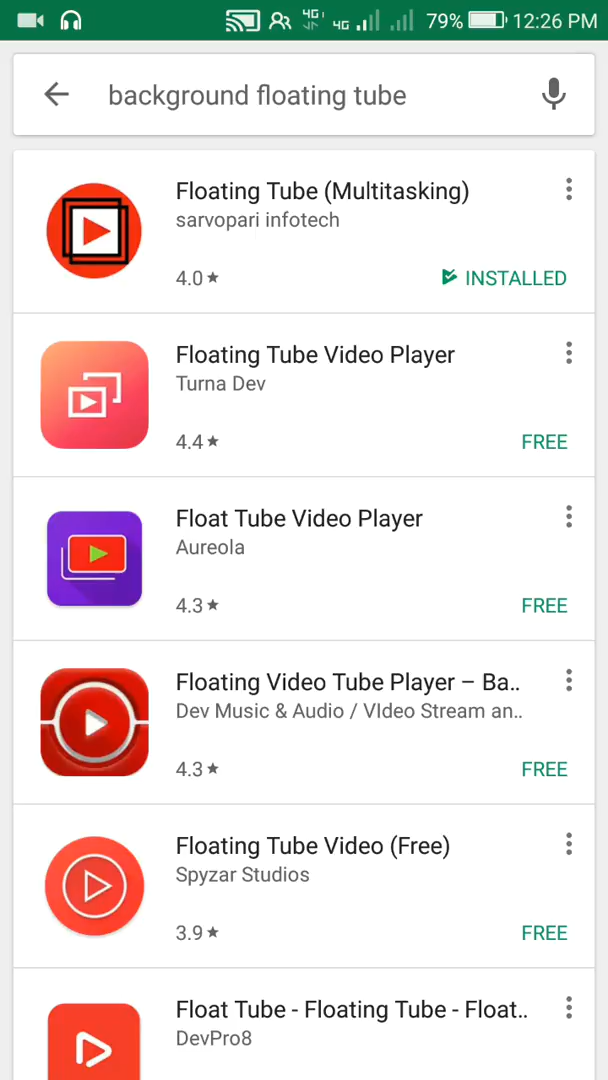 4G 4G 79% 12:26 PM
background floating tube
Floating Tube (Multitasking)
sarvopari infotech
4.0★ INSTALLED
Floating Tube Video Player
Turna Dev
4.4★ FREE
Float Tube Video Player
Aureola
4.3★ FREE
Floating Video Tube Player – Ba..
Dev Music & Audio / VIdeo Stream an..
4.3★ FREE
Floating Tube Video (Free)
Spyzar Studios
3.9★ FREE
Float Tube - Floating Tube - Float..
DevPro8